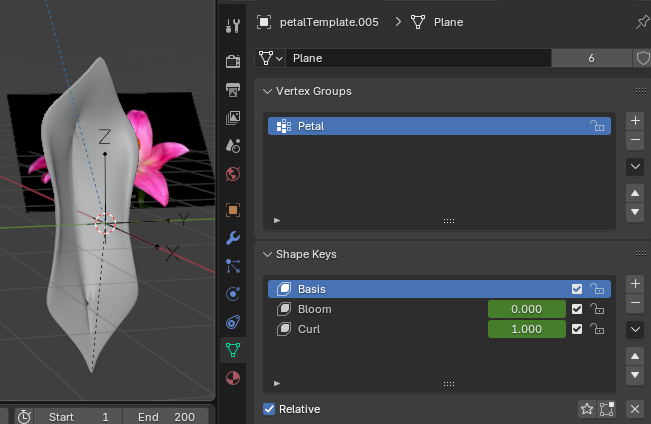 petalTemplate.005 > Plane
Plane 6
Vertex Groups
Petal
Shape Keys
Basis
Bloom 0.000
Curl 1.000
Relative
Z
Y
X
Start 1 End 200